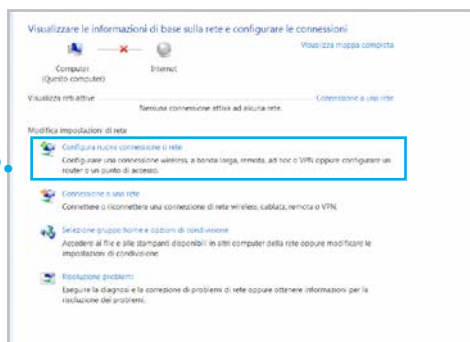 Visualizzare le informazioni di base sulla rete e configurare le connessioni
Visualizza mappa completa
Computer
(Questo computer)
Internet
Visualizza reti attive
Connessione a una rete
Nessuna connessione attiva ad alcuna rete.
Modifica impostazioni di rete
Configura nuova connessione o rete
Configurare una connessione wireless, a banda larga, remota, ad hoc o VPN oppure configurare un
router o un punto di accesso.
Connessione a una rete
Connettere o riconnettere una connessione di rete wireless, cablata, remota o VPN.
Selezione gruppo home e opzioni di condivisione
Accedere al file e alle stampanti disponibili in altri computer della rete oppure modificare le
impostazioni di condivisione
Risoluzione problemi
Eseguire la diagnosi e la correzione di problemi di rete oppure ottenere informazioni per la
risoluzione dei problemi.